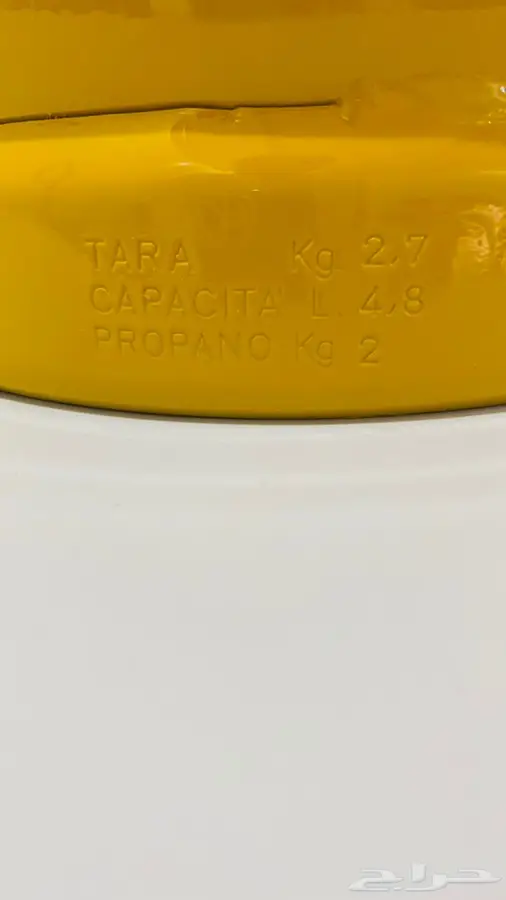 TARA Kg 2,7
CAPACITA' L. 4,8
PROPANO Kg 2
حراج